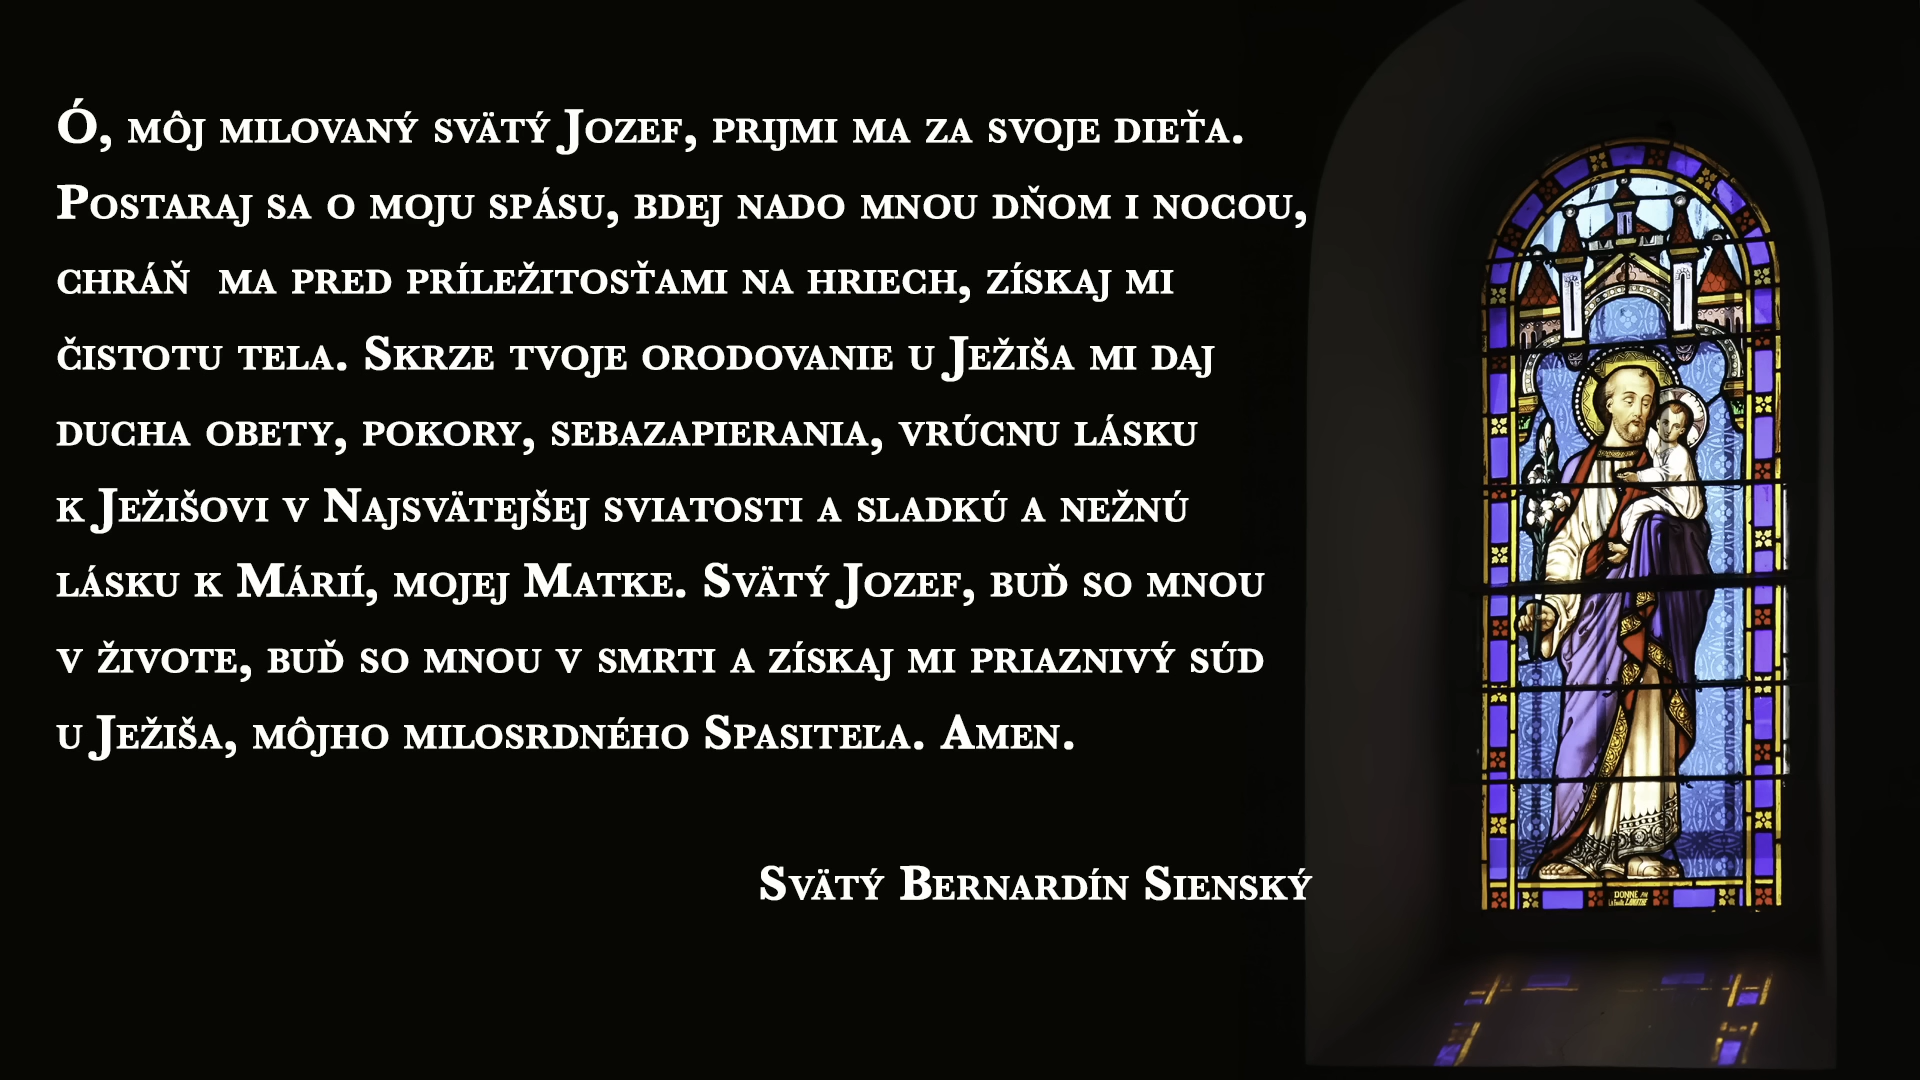 Ó, môj milovaný svätý Jozef, prijmi ma za svoje dieťa.
Postaraj sa o moju spásu, bdej nado mnou dňom i nocou,
chráň  ma pred príležitosťami na hriech, získaj mi
čistotu tela. Skrze tvoje orodovanie u Ježiša mi daj
ducha obety, pokory, sebazapierania, vrúcnu lásku
k Ježišovi v Najsvätejšej sviatosti a sladkú a nežnú
lásku k Márií, mojej Matke. Svätý Jozef, buď so mnou
v živote, buď so mnou v smrti a získaj mi priaznivý súd
u Ježiša, môjho milosrdného Spasiteľa. Amen.
Svätý Bernardín Sienský
DONNE